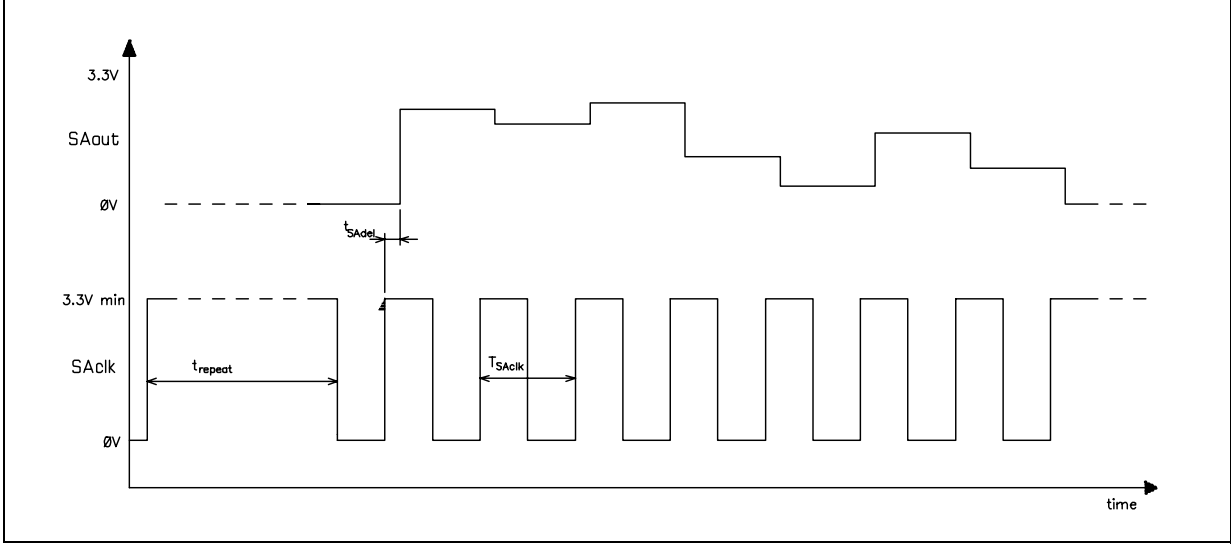 3.3V
SAout
ØV
tSAdel
3.3V min
SAclk
trepeat
TSAclk
ØV
time